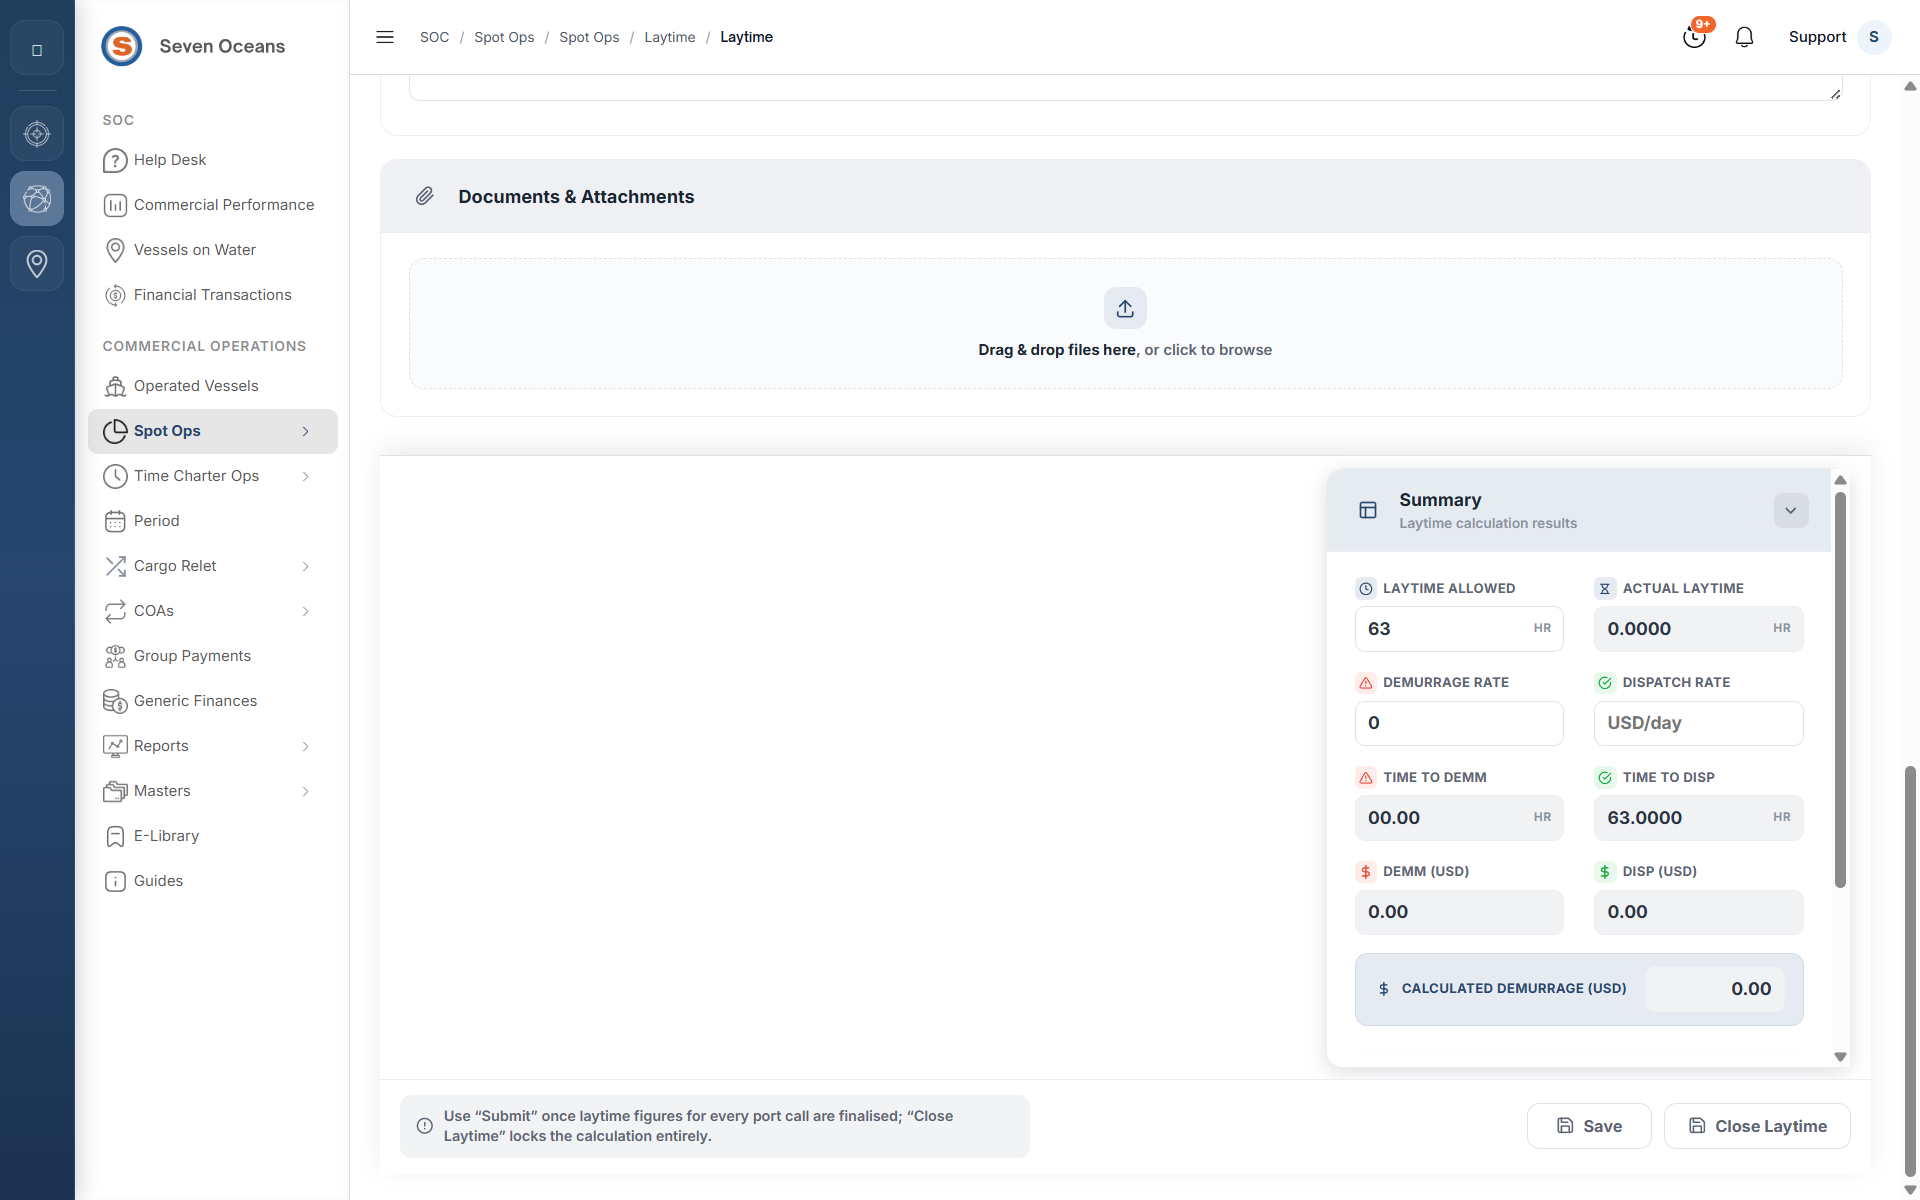 Seven Oceans
SOC
Help Desk
Commercial Performance
Vessels on Water
Financial Transactions
COMMERCIAL OPERATIONS
Operated Vessels
Spot Ops
Time Charter Ops
Period
Cargo Relet
COAs
Group Payments
Generic Finances
Reports
Masters
E-Library
Guides
SOC / Spot Ops / Spot Ops / Laytime / Laytime
9+
Support S
Documents & Attachments
Drag & drop files here, or click to browse
Summary
Laytime calculation results
LAYTIME ALLOWED
63 HR
ACTUAL LAYTIME
0.0000 HR
DEMURRAGE RATE
0
DISPATCH RATE
USD/day
TIME TO DEMM
00.00 HR
TIME TO DISP
63.0000 HR
DEMM (USD)
0.00
DISP (USD)
0.00
CALCULATED DEMURRAGE (USD) 0.00
Use “Submit” once laytime figures for every port call are finalised; “Close
Laytime” locks the calculation entirely.
Save
Close Laytime